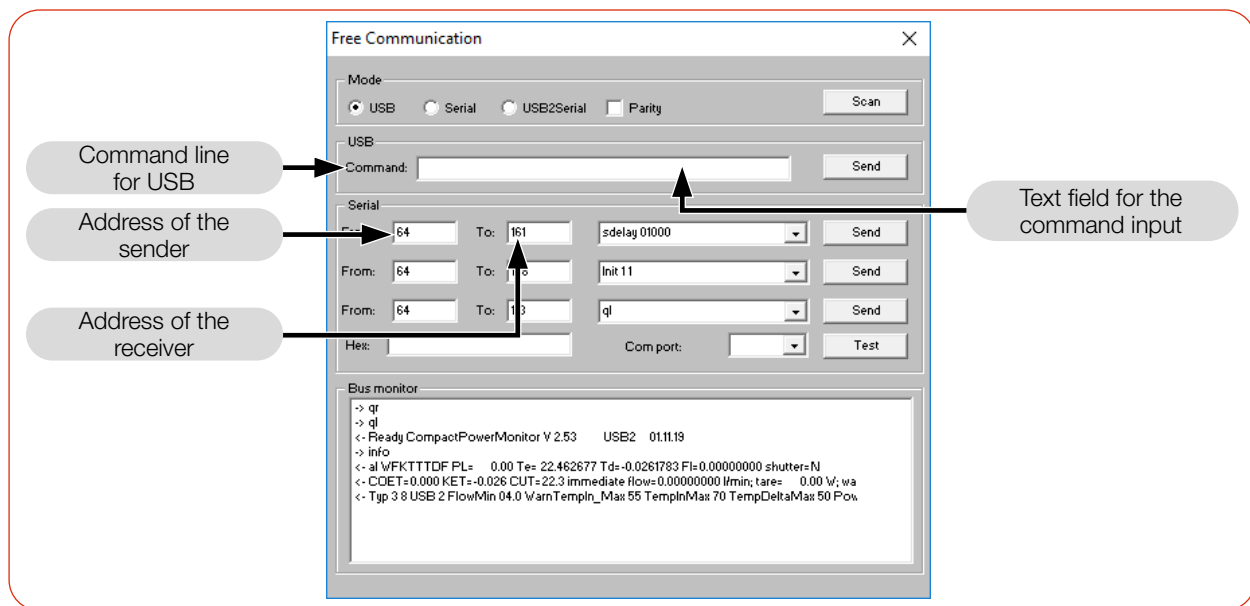 Free Communication
Mode
USB Serial USB2Serial Parity Scan
USB
Command line
for USB
Command: Send
Text field for the
command input
Serial
Address of the
sender
64 To: 161 sdelay 01000 Send
From: 64 To: Init 11 Send
From: 64 To: ql Send
Address of the
receiver
Hex: Com port: Test
Bus monitor
-> qr
-> ql
<- Ready CompactPowerMonitor V 2.53 USB2 01.11.19
-> info
<- al WFKTTTDF PL= 0.00 Te= 22.462677 Td=-0.0261783 Fl=0.00000000 shutter=N
<- COET=0.000 KET=-0.026 CUT=22.3 immediate flow=0.00000000 l/min; tare= 0.00 W; wa
<- Typ 3 8 USB 2 FlowMin 04.0 WarnTempIn_Max 55 TempInMax 70 TempDeltaMax 50 Pow